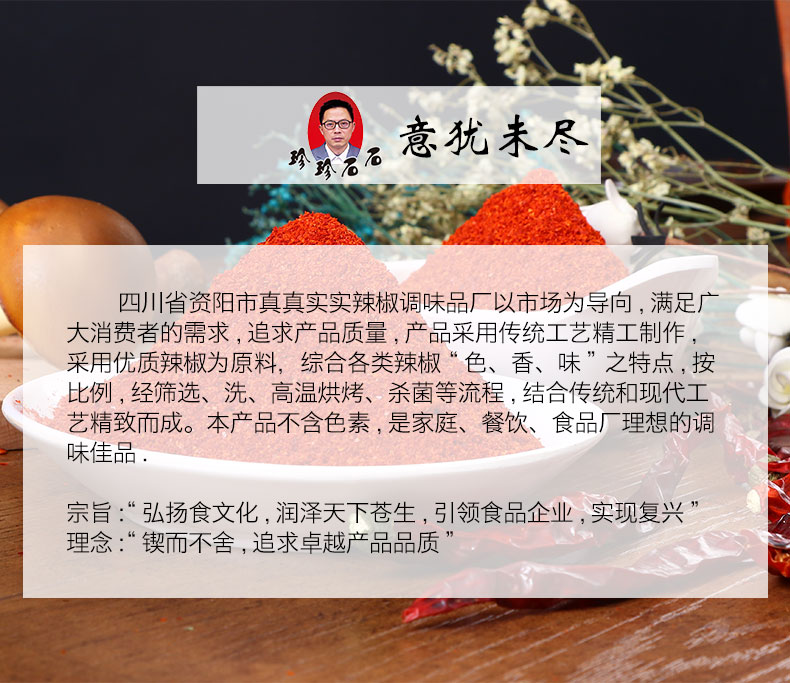 珍珍石石
意犹未尽
四川省资阳市真真实实辣椒调味品厂以市场为导向，满足广
大消费者的需求，追求产品质量，产品采用传统工艺精工制作，
采用优质辣椒为原料，综合各类辣椒“色、香、味”之特点，按
比例，经筛选、洗、高温烘烤、杀菌等流程，结合传统和现代工
艺精致而成。本产品不含色素，是家庭、餐饮、食品厂理想的调
味佳品.
宗旨:“弘扬食文化，润泽天下苍生，引领食品企业，实现复兴”
理念:“锲而不舍，追求卓越产品品质”